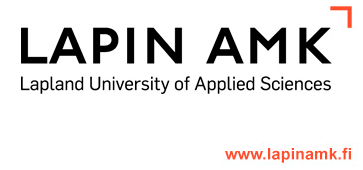 LAPIN AMK
Lapland University of Applied Sciences
www.lapinamk.fi